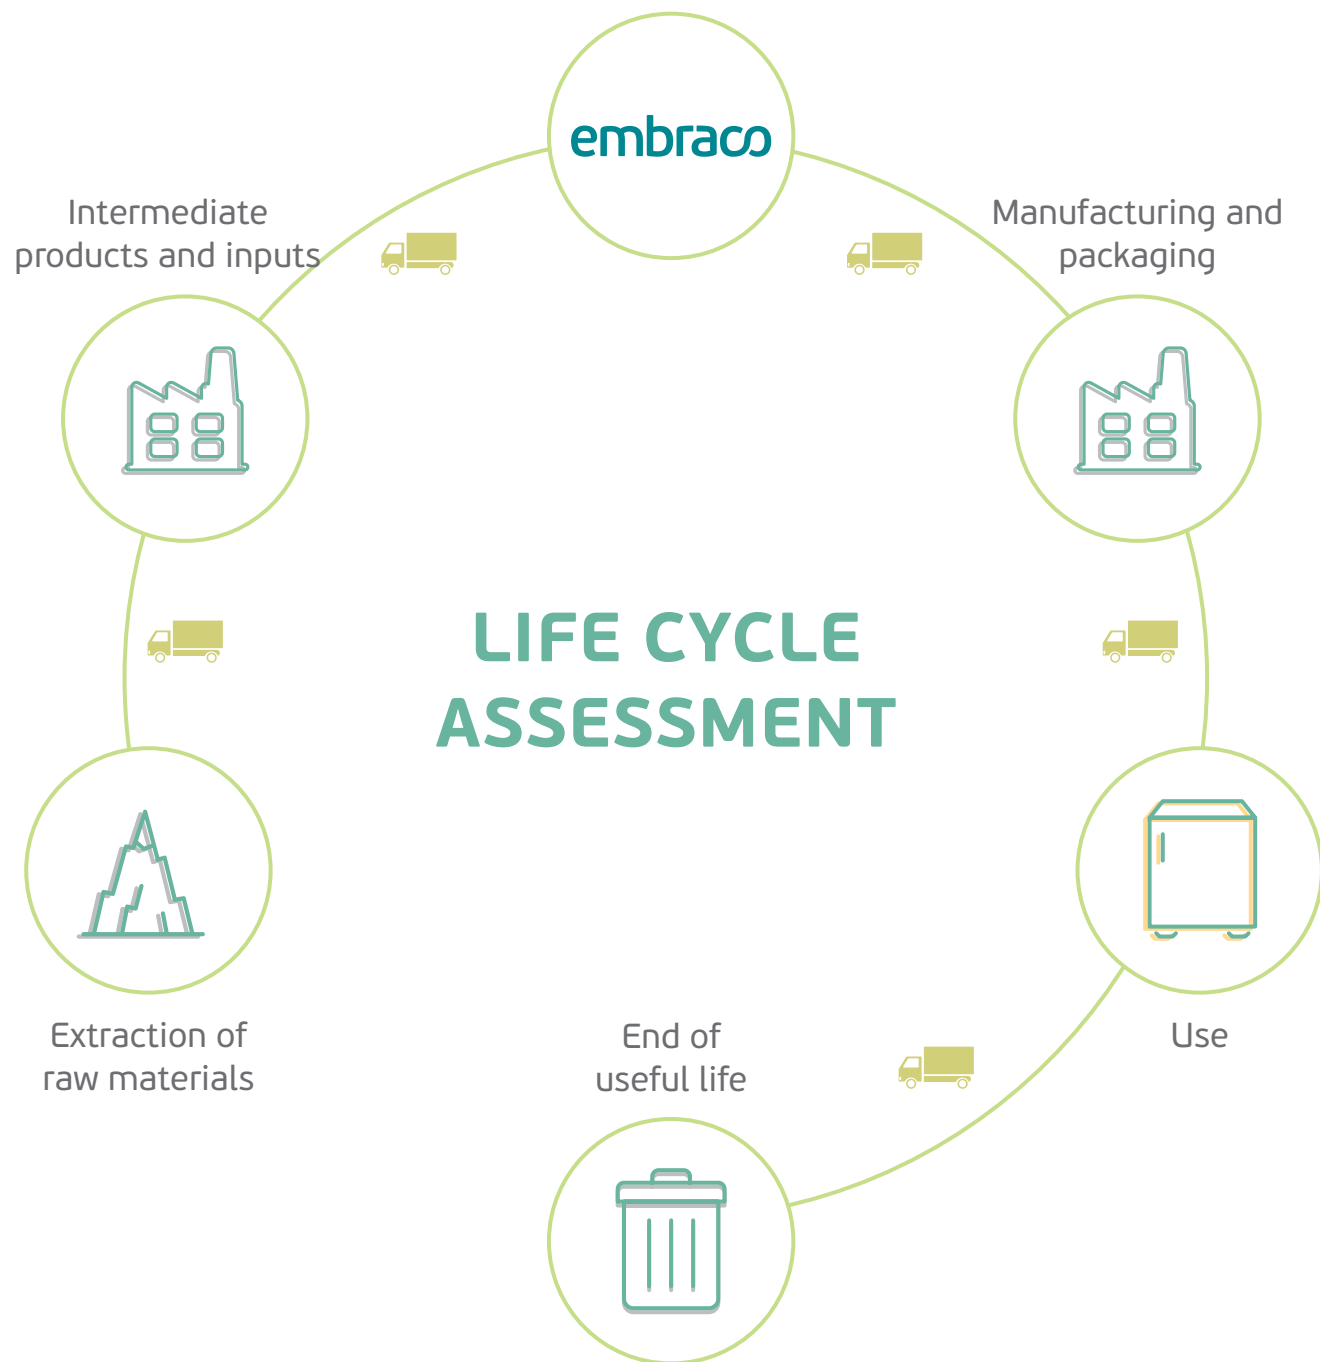 embraco
Intermediate
products and inputs
Manufacturing and
packaging
LIFE CYCLE
ASSESSMENT
Extraction of
raw materials
End of
useful life
Use